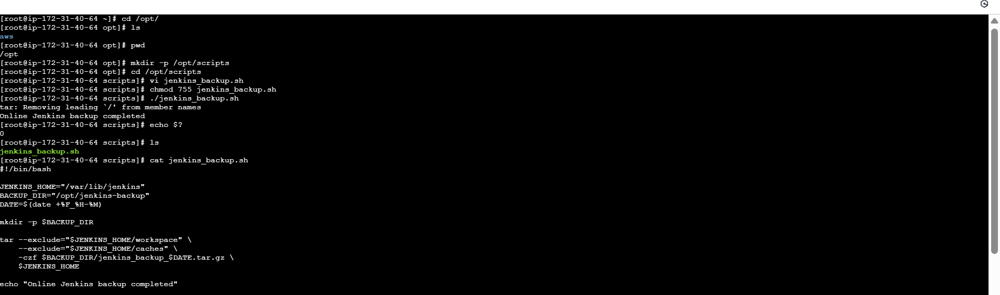 [root@ip-172-31-40-64 ~]# cd /opt/
[root@ip-172-31-40-64 opt]# ls
aws
[root@ip-172-31-40-64 opt]# pwd
/opt
[root@ip-172-31-40-64 opt]# mkdir -p /opt/scripts
[root@ip-172-31-40-64 opt]# cd /opt/scripts
[root@ip-172-31-40-64 scripts]# vi jenkins_backup.sh
[root@ip-172-31-40-64 scripts]# chmod 755 jenkins_backup.sh
[root@ip-172-31-40-64 scripts]# ./jenkins_backup.sh
tar: Removing leading `/' from member names
Online Jenkins backup completed
[root@ip-172-31-40-64 scripts]# echo $?
0
[root@ip-172-31-40-64 scripts]# ls
jenkins_backup.sh
[root@ip-172-31-40-64 scripts]# cat jenkins_backup.sh
#!/bin/bash

JENKINS_HOME="/var/lib/jenkins"
BACKUP_DIR="/opt/jenkins-backup"
DATE=$(date +%F_%H-%M)

mkdir -p $BACKUP_DIR

tar --exclude="$JENKINS_HOME/workspace" \
    --exclude="$JENKINS_HOME/caches" \
    -czf $BACKUP_DIR/jenkins_backup_$DATE.tar.gz \
    $JENKINS_HOME

echo "Online Jenkins backup completed"